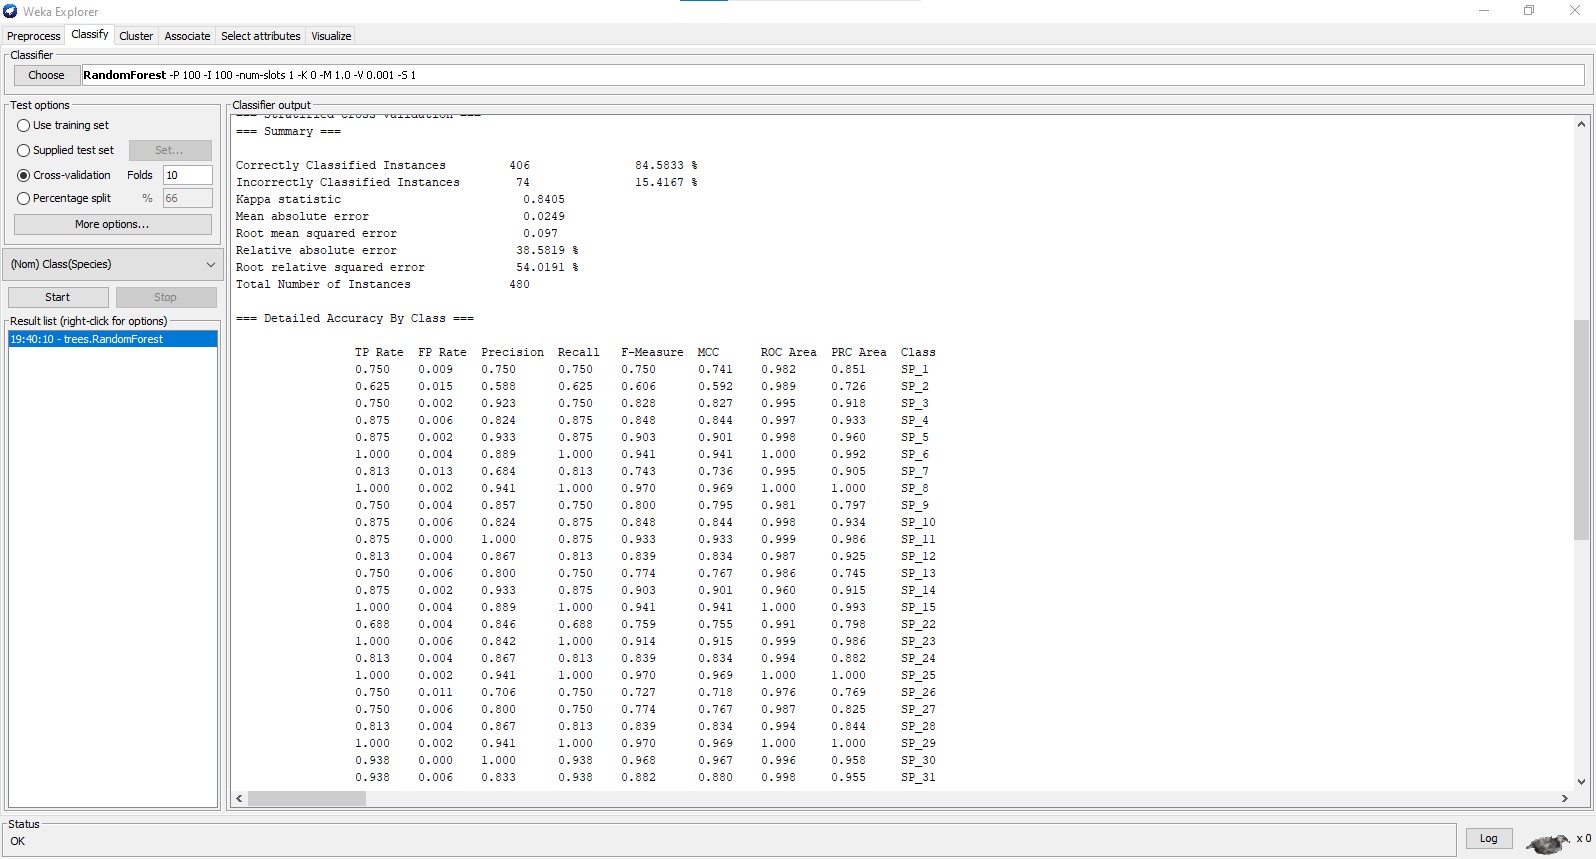 Weka Explorer
Preprocess Classify Cluster Associate Select attributes Visualize
Classifier
Choose RandomForest -P 100 -I 100 -num-slots 1 -K 0 -M 1.0 -V 0.001 -S 1
Test options
Use training set
Supplied test set Set...
Cross-validation Folds 10
Percentage split % 66
More options...
(Nom) Class(Species)
Start Stop
Result list (right-click for options)
19:40:10 - trees.RandomForest
Classifier output
=== Stratified cross-validation ===
=== Summary ===
Correctly Classified Instances 406 84.5833 %
Incorrectly Classified Instances 74 15.4167 %
Kappa statistic 0.8405
Mean absolute error 0.0249
Root mean squared error 0.097
Relative absolute error 38.5819 %
Root relative squared error 54.0191 %
Total Number of Instances 480
=== Detailed Accuracy By Class ===
TP Rate FP Rate Precision Recall F-Measure MCC ROC Area PRC Area Class
0.750 0.009 0.750 0.750 0.750 0.741 0.982 0.851 SP_1
0.625 0.015 0.588 0.625 0.606 0.592 0.989 0.726 SP_2
0.750 0.002 0.923 0.750 0.828 0.827 0.995 0.918 SP_3
0.875 0.006 0.824 0.875 0.848 0.844 0.997 0.933 SP_4
0.875 0.002 0.933 0.875 0.903 0.901 0.998 0.960 SP_5
1.000 0.004 0.889 1.000 0.941 0.941 1.000 0.992 SP_6
0.813 0.013 0.684 0.813 0.743 0.736 0.995 0.905 SP_7
1.000 0.002 0.941 1.000 0.970 0.969 1.000 1.000 SP_8
0.750 0.004 0.857 0.750 0.800 0.795 0.981 0.797 SP_9
0.875 0.006 0.824 0.875 0.848 0.844 0.998 0.934 SP_10
0.875 0.000 1.000 0.875 0.933 0.933 0.999 0.986 SP_11
0.813 0.004 0.867 0.813 0.839 0.834 0.987 0.925 SP_12
0.750 0.006 0.800 0.750 0.774 0.767 0.986 0.745 SP_13
0.875 0.002 0.933 0.875 0.903 0.901 0.960 0.915 SP_14
1.000 0.004 0.889 1.000 0.941 0.941 1.000 0.993 SP_15
0.688 0.004 0.846 0.688 0.759 0.755 0.991 0.798 SP_22
1.000 0.006 0.842 1.000 0.914 0.915 0.999 0.986 SP_23
0.813 0.004 0.867 0.813 0.839 0.834 0.994 0.882 SP_24
1.000 0.002 0.941 1.000 0.970 0.969 1.000 1.000 SP_25
0.750 0.011 0.706 0.750 0.727 0.718 0.976 0.769 SP_26
0.750 0.006 0.800 0.750 0.774 0.767 0.987 0.825 SP_27
0.813 0.004 0.867 0.813 0.839 0.834 0.994 0.844 SP_28
1.000 0.002 0.941 1.000 0.970 0.969 1.000 1.000 SP_29
0.938 0.000 1.000 0.938 0.968 0.967 0.996 0.958 SP_30
0.938 0.006 0.833 0.938 0.882 0.880 0.998 0.955 SP_31
Status
OK
Log x 0